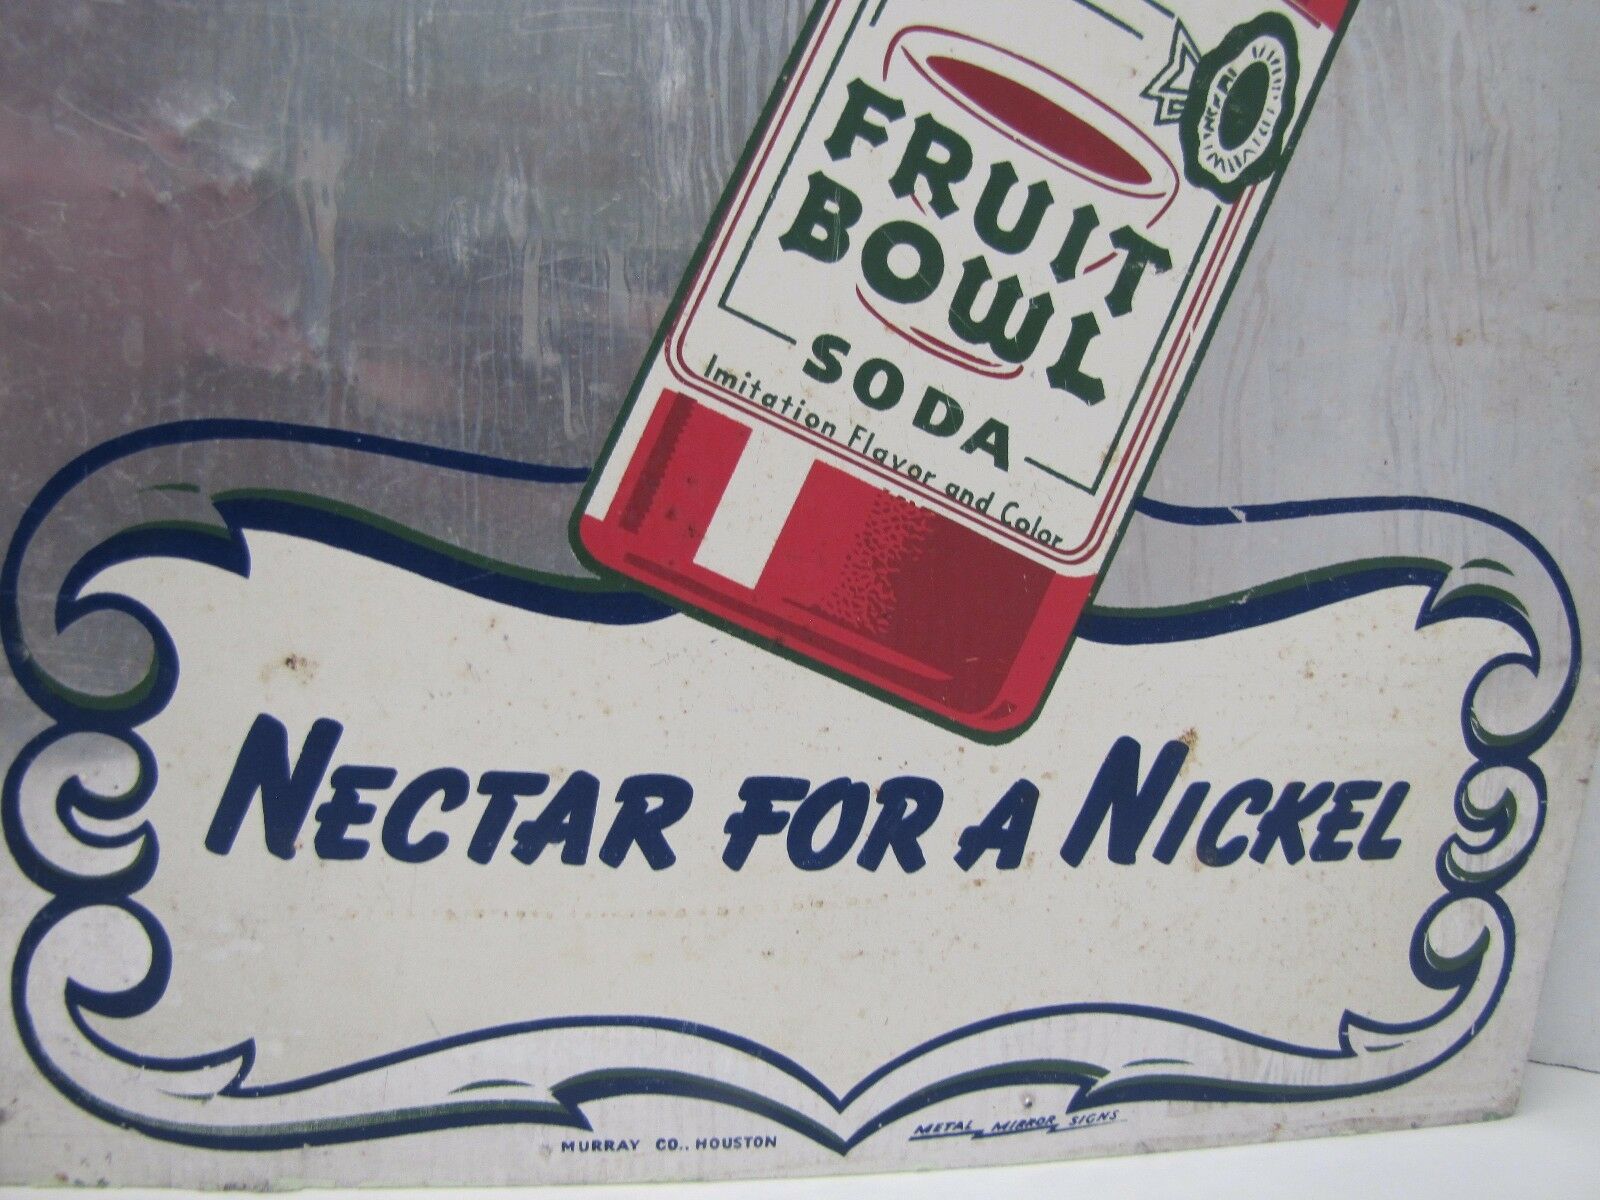 FRUIT
BOWL
SODA
Imitation Flavor and Color
NECTAR FOR A NICKEL
MURRAY CO., HOUSTON
METAL MIRROR SIGNS